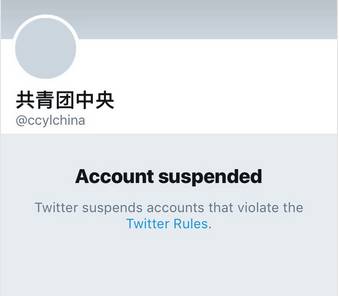 共青团中央
@ccylchina
Account suspended
Twitter suspends accounts that violate the
Twitter Rules.